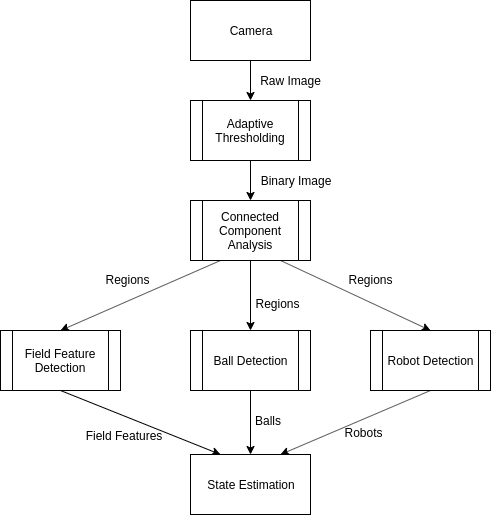 Camera
Raw Image
Adaptive
Thresholding
Binary Image
Connected
Component
Analysis
Regions
Regions
Regions
Field Feature
Detection
Ball Detection
Robot Detection
Field Features
Balls
Robots
State Estimation